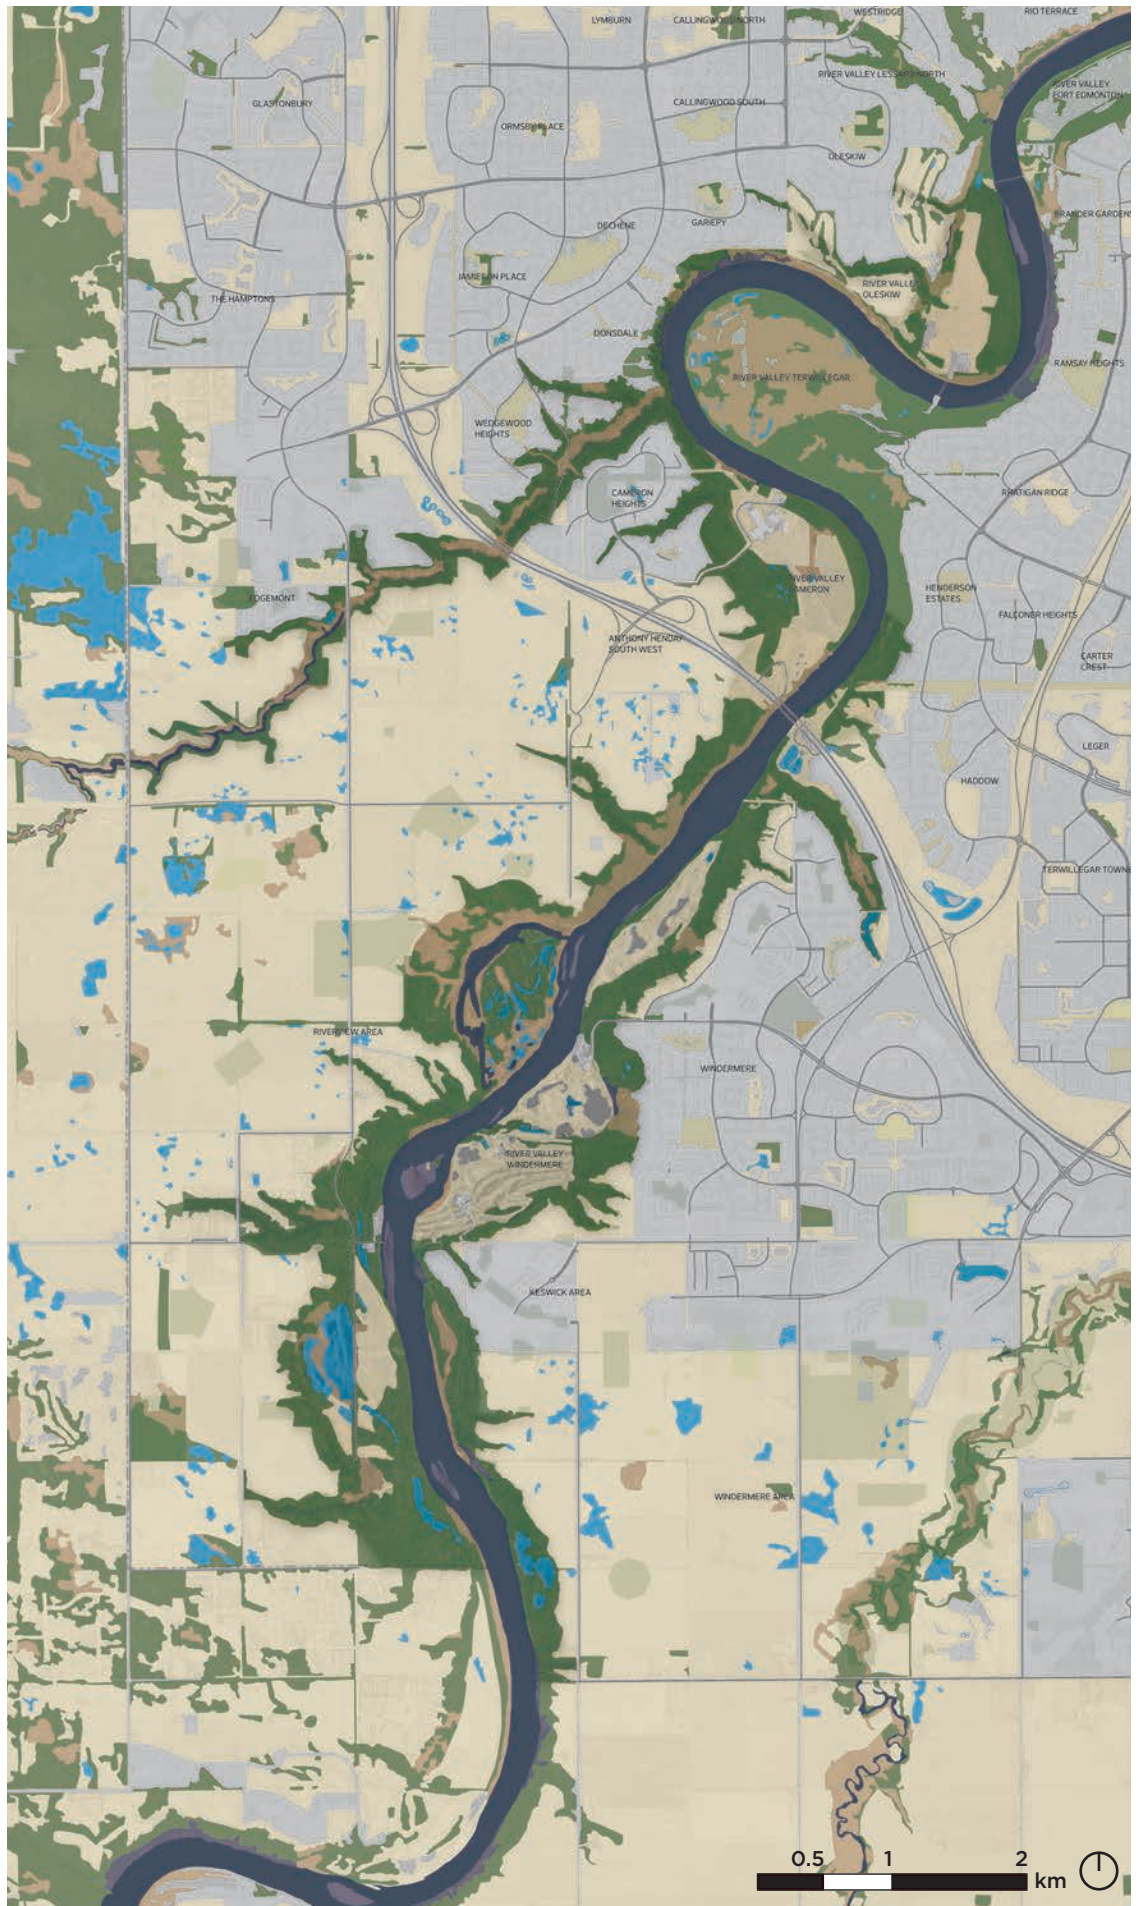 WESTRIDGE
RIO TERRACE
LYMBURN
CALLINGWOOD NORTH
RIVER VALLEY LESSARD NORTH
RIVER VALLEY
FORT EDMONTON
GLASTONBURY
CALLINGWOOD SOUTH
ORMSBY PLACE
OLESKIW
BRANDER GARDENS
DECHENE
GARIEPY
JAMIESON PLACE
RIVER VALLEY
OLESKIW
THE HAMPTONS
DONSDALE
RAMSAY HEIGHTS
RIVER VALLEY TERWILLEGAR
WEDGEWOOD
HEIGHTS
CAMERON
HEIGHTS
RHATIGAN RIDGE
RIVER VALLEY
CAMERON
HENDERSON
ESTATES
EDGEMONT
FALCONER HEIGHTS
ANTHONY HENDAY
SOUTH WEST
CARTER
CREST
LEGER
HADDOW
TERWILLEGAR TOWNE
RIVERVIEW AREA
WINDERMERE
RIVER VALLEY
WINDERMERE
KESWICK AREA
WINDERMERE AREA
0.5 1 2
km